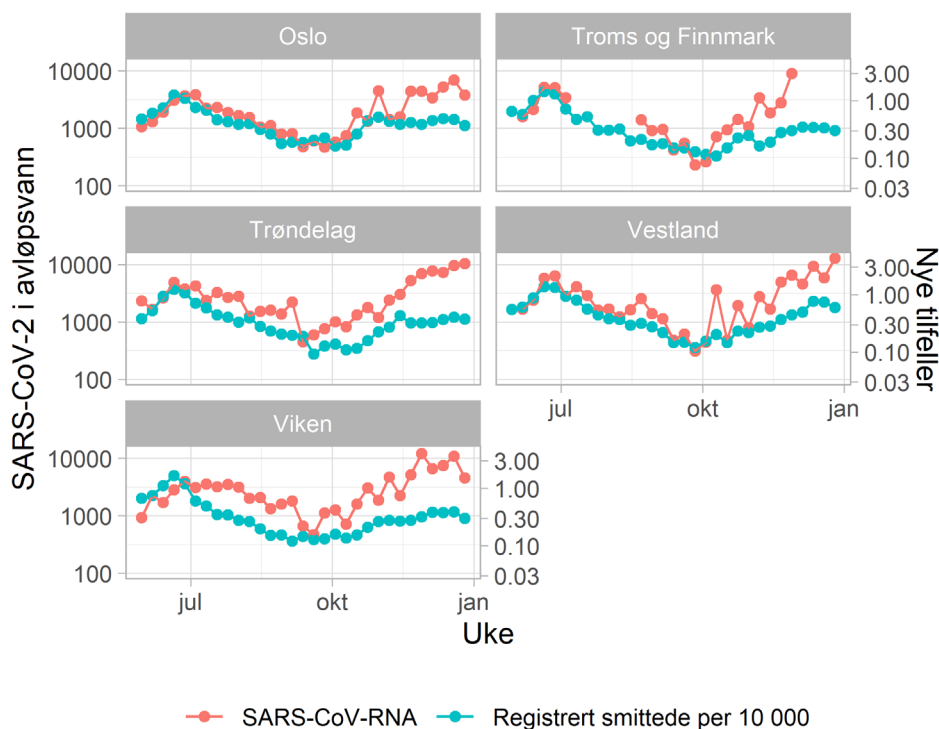 Oslo
Troms og Finnmark
10000
1000
100
3.00
1.00
0.30
0.10
0.03
Trøndelag
Vestland
10000
1000
100
3.00
1.00
0.30
0.10
0.03
jul
okt
jan
Viken
10000
1000
100
3.00
1.00
0.30
0.10
0.03
jul
okt
jan
SARS-CoV-2 i avløpsvann
Nye tilfeller
Uke
SARS-CoV-RNA
Registrert smittede per 10 000